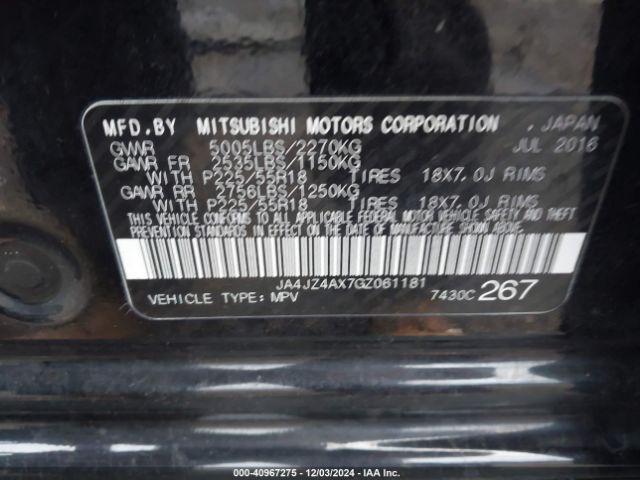 MFD.BY MITSUBISHI MOTORS CORPORATION , JAPAN
GVWR 5005LBS/2270KG JUL 2016
GAWR FR 2535LBS/1150KG
WITH P225/55R18 TIRES 18X7.0J RIMS
GAWR RR 2756LBS/1250KG
WITH P225/55R18 TIRES 18X7.0J RIMS
THIS VEHICLE CONFORMS TO ALL APPLICABLE FEDERAL MOTOR VEHICLE SAFETY AND THEFT
PREVENTION STANDARDS IN EFFECT ON THE DATE OF MANUFACTURE SHOWN ABOVE.
JA4JZ4AX7GZ061181
VEHICLE TYPE: MPV 7430C 267
000-40967275 - 12/03/2024 - IAA Inc.